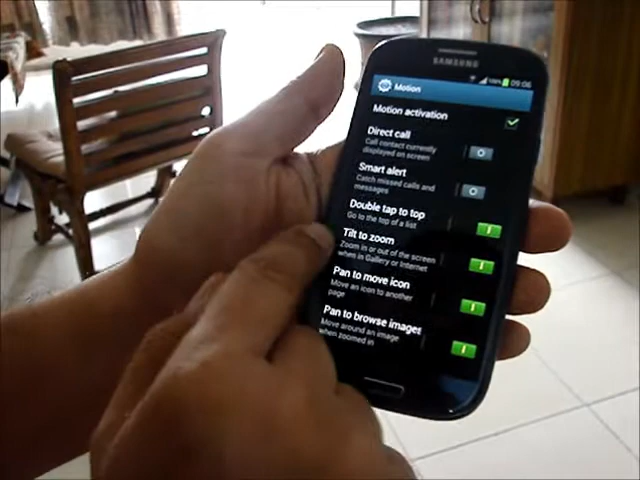 SAMSUNG
100% 09:06
Motion
Motion activation
Direct call
Call contact currently
displayed on screen
Smart alert
Catch missed calls and
messages
Double tap to top
Go to the top of a list
Tilt to zoom
Zoom in or out of the screen
when in Gallery or Internet
Pan to move icon
Move an icon to another
page
Pan to browse images
Move around an image
when zoomed in